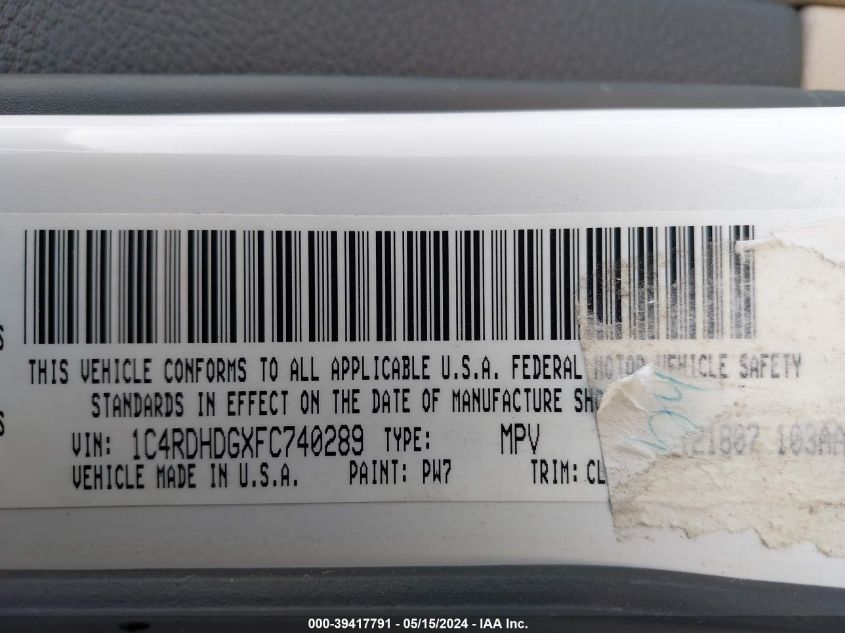 THIS VEHICLE CONFORMS TO ALL APPLICABLE U.S.A. FEDERAL MOTOR VEHICLE SAFETY
STANDARDS IN EFFECT ON THE DATE OF MANUFACTURE
VIN: 1C4RDHDGXFC740289 TYPE: MPV 103AA
VEHICLE MADE IN U.S.A. PAINT: PW7 TRIM: CL
000-39417791 - 05/15/2024 - IAA Inc.